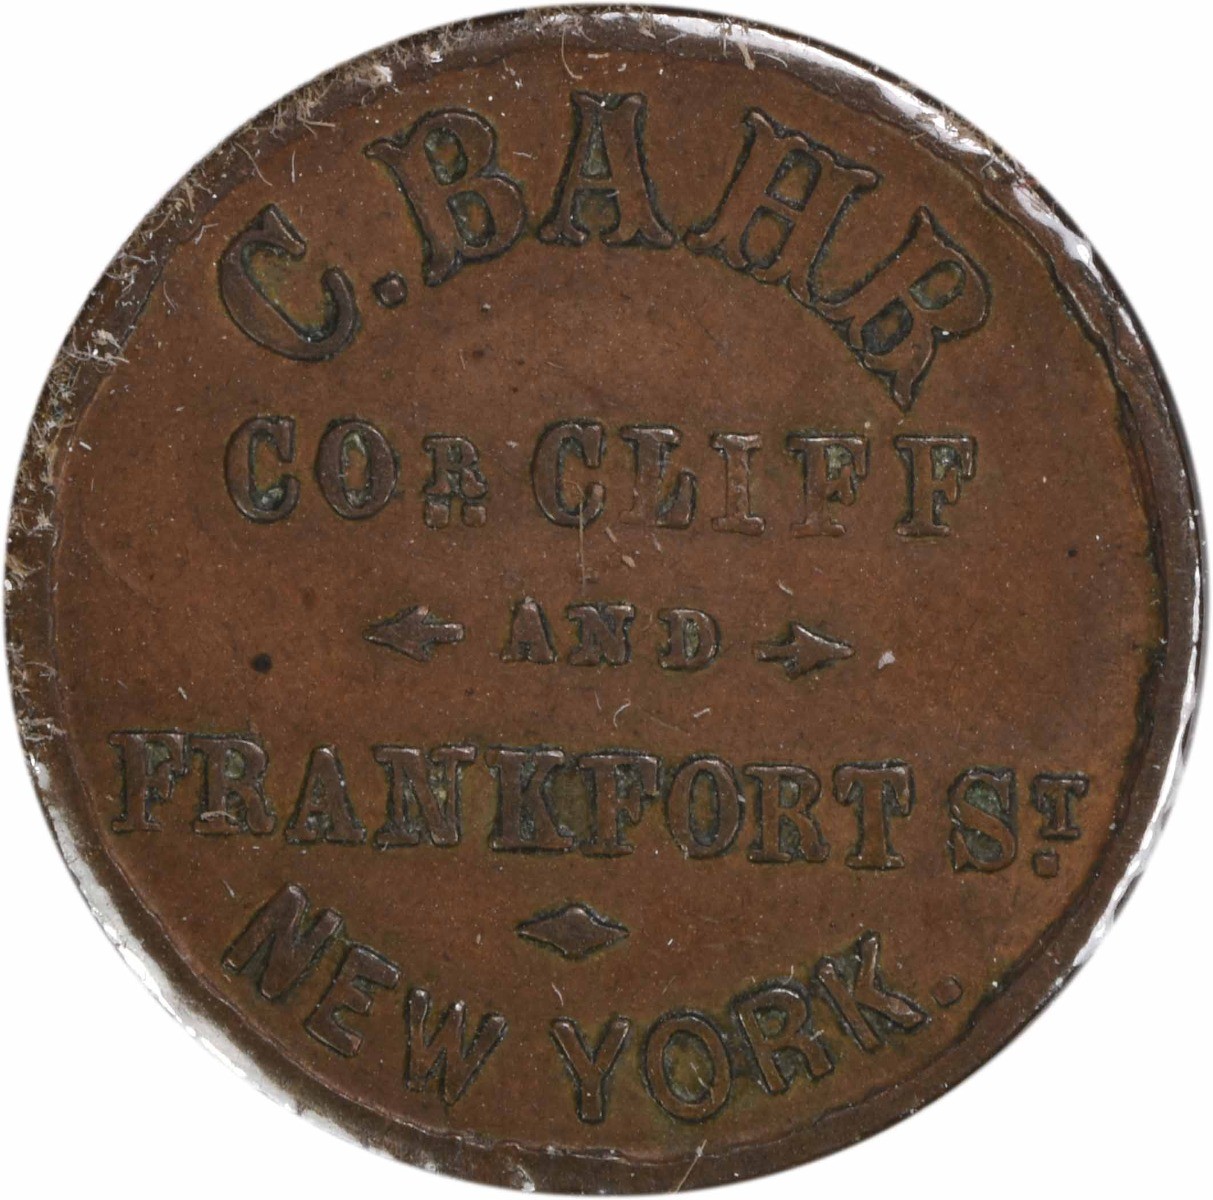 C. BAHR
COR CLIFF
AND
FRANKFORT ST.
NEW YORK.